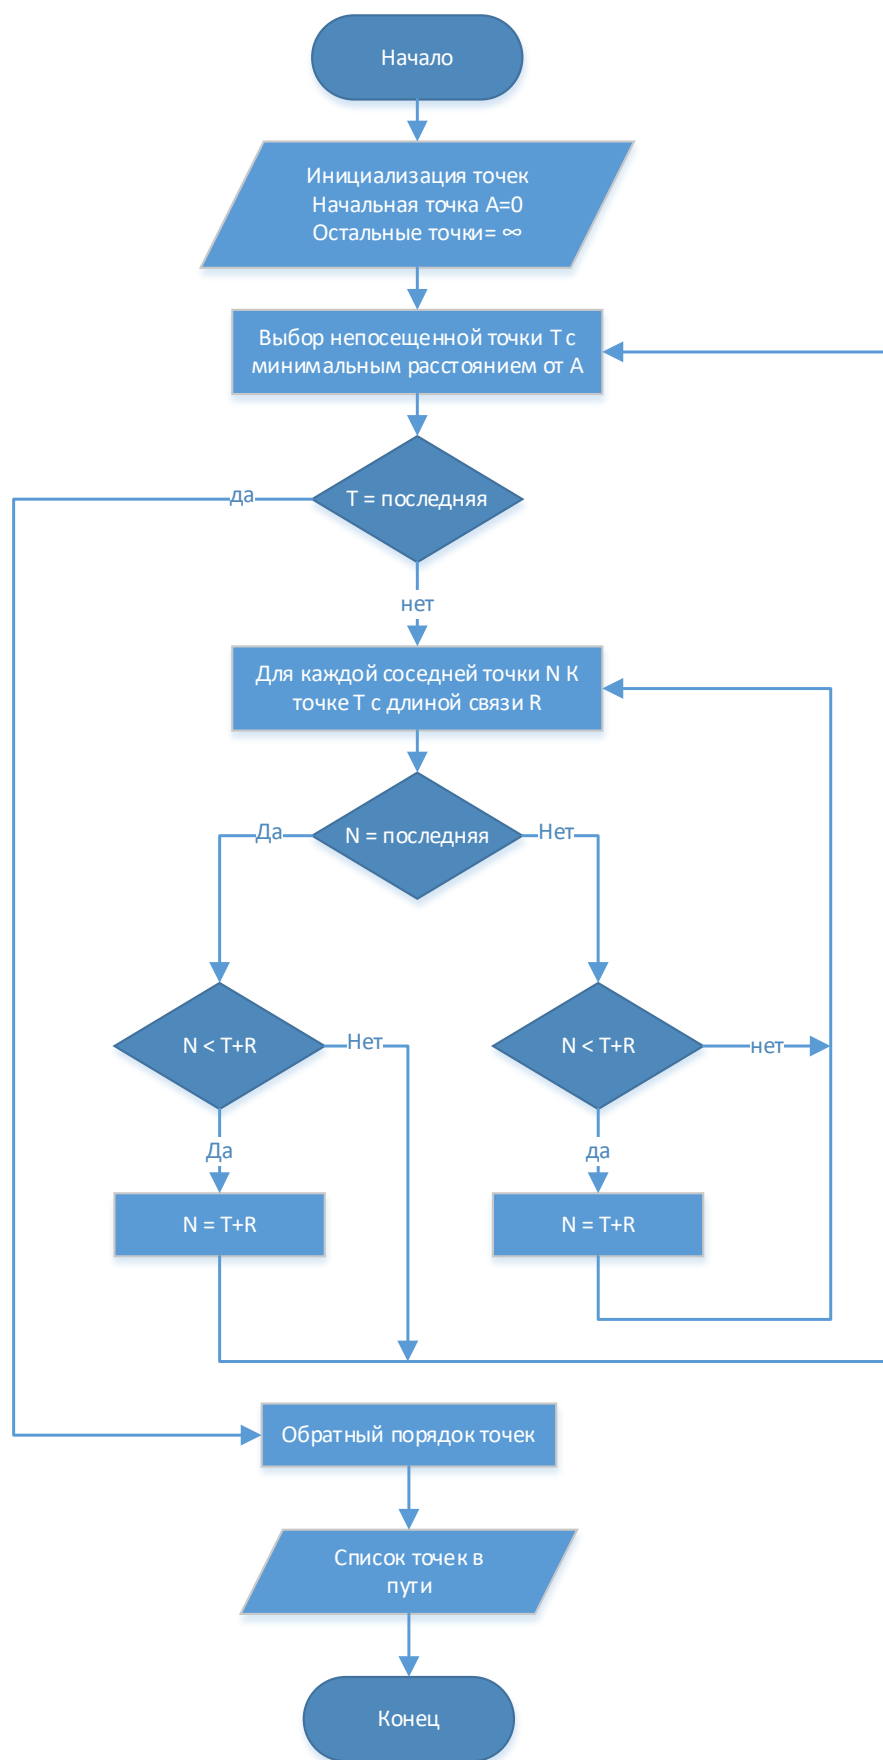 Начало
Инициализация точек
Начальная точка А=0
Остальные точки= ∞
Выбор непосещенной точки Т с
минимальным расстоянием от А
да
Т = последняя
нет
Для каждой соседней точки N К
точке Т с длиной связи R
Да
N = последняя
Нет
N < T+R
Нет
N < T+R
нет
Да
да
N = T+R
N = T+R
Обратный порядок точек
Список точек в
пути
Конец